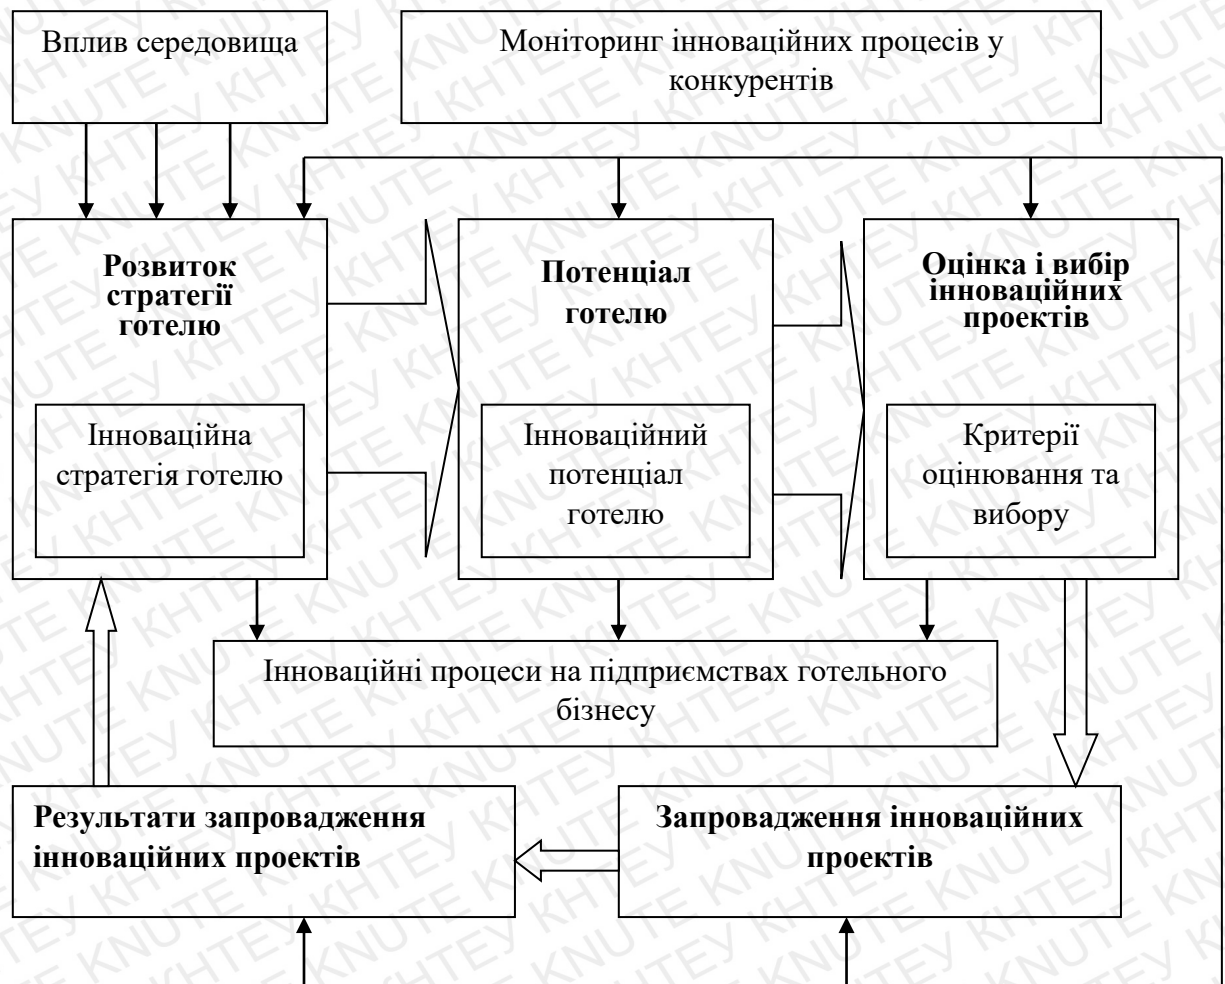 Вплив середовища
Моніторинг інноваційних процесів у
конкурентів
Розвиток
стратегії
готелю
Інноваційна
стратегія готелю
Потенціал
готелю
Інноваційний
потенціал
готелю
Оцінка і вибір
інноваційних
проектів
Критерії
оцінювання та
вибору
Інноваційні процеси на підприємствах готельного
бізнесу
Результати запровадження
інноваційних проектів
Запровадження інноваційних
проектів